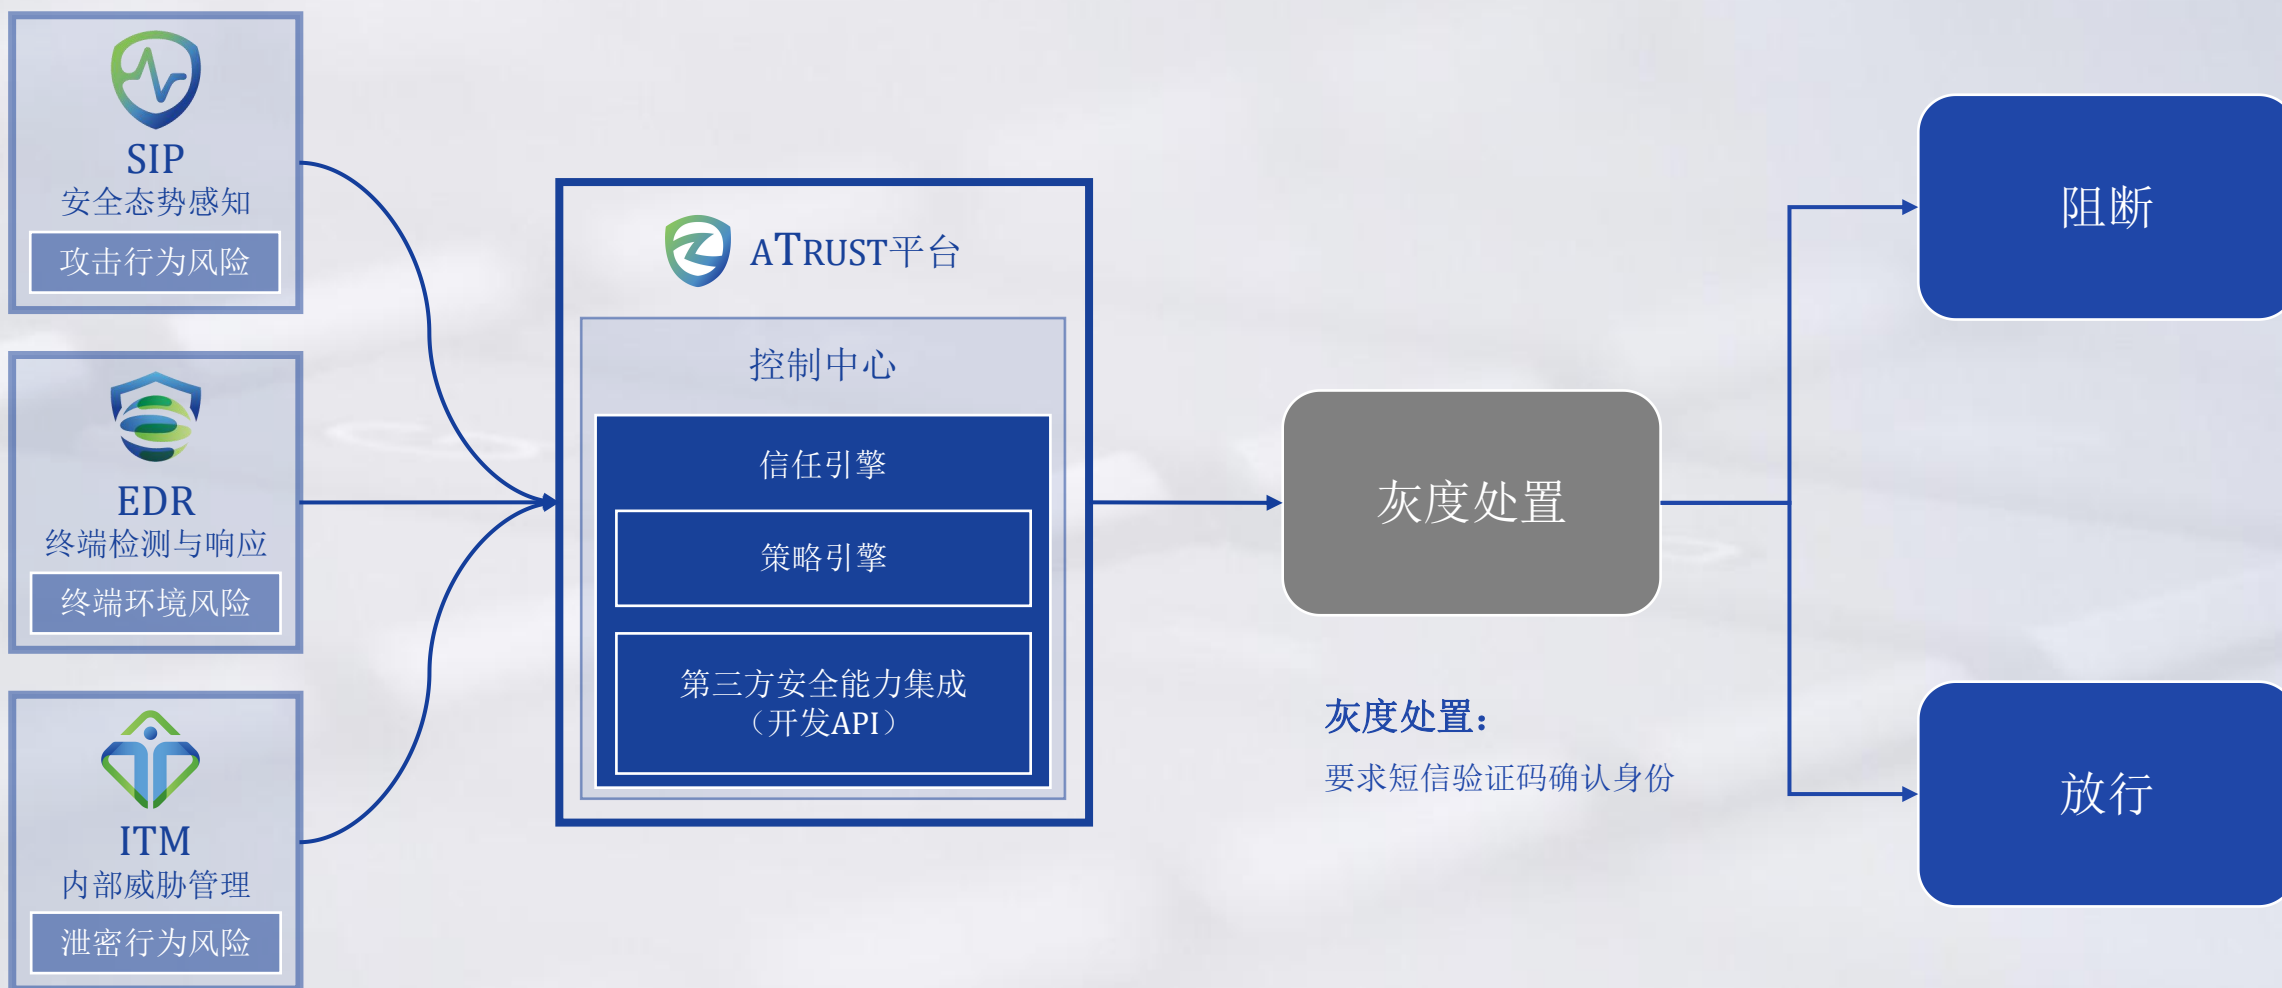 SIP
安全态势感知
攻击行为风险
EDR
终端检测与响应
终端环境风险
ITM
内部威胁管理
泄密行为风险
ATRUST平台
控制中心
信任引擎
策略引擎
第三方安全能力集成
（开发API）
灰度处置
灰度处置：
要求短信验证码确认身份
阻断
放行